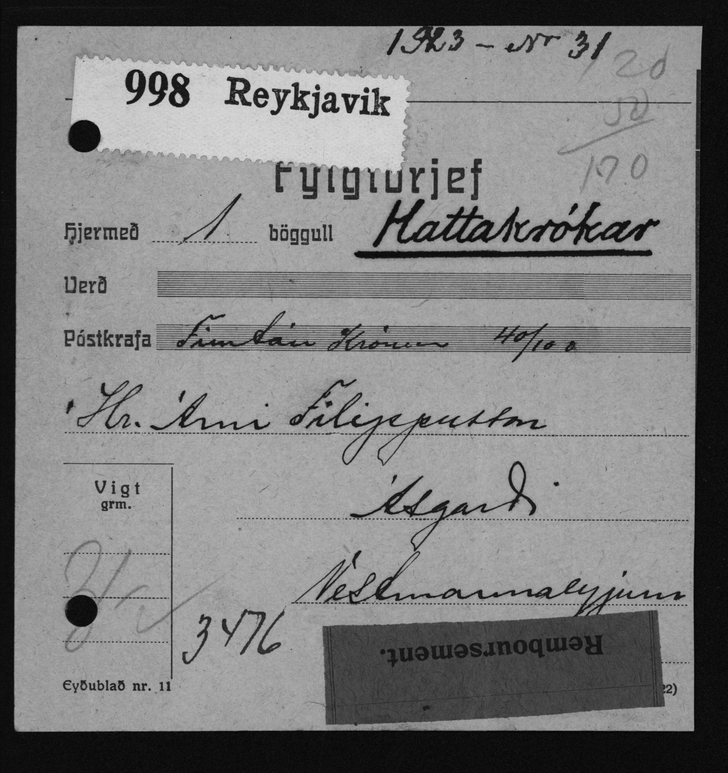 1923 - Nr 31
120
50
170
998 Reykjavik
Fylgibrjef
Hjermeð 1 böggull Hattakrókar
Verð
Póstkrafa Fimtán Krónur 40/100
Hr. Árni Filippusson
Ásgarði
Vestmannaeyjum
Vigt
grm.
3476
Remboursement.
Eyðublað nr. 11
22)